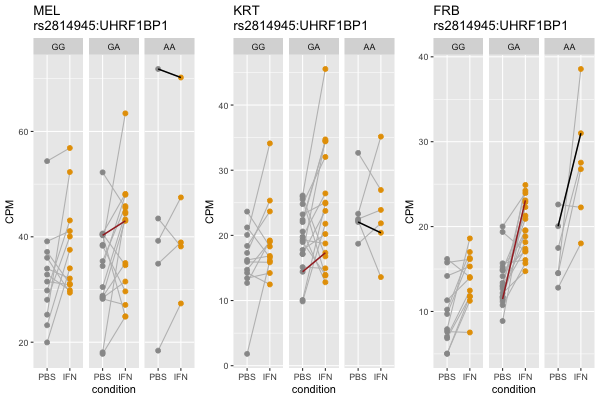 MEL
rs2814945:UHRF1BP1
GG GA AA
CPM
60
40
20
PBS IFN PBS IFN PBS IFN
condition
KRT
rs2814945:UHRF1BP1
GG GA AA
CPM
40
30
20
10
0
PBS IFN PBS IFN PBS IFN
condition
FRB
rs2814945:UHRF1BP1
GG GA AA
CPM
40
30
20
10
PBS IFN PBS IFN PBS IFN
condition